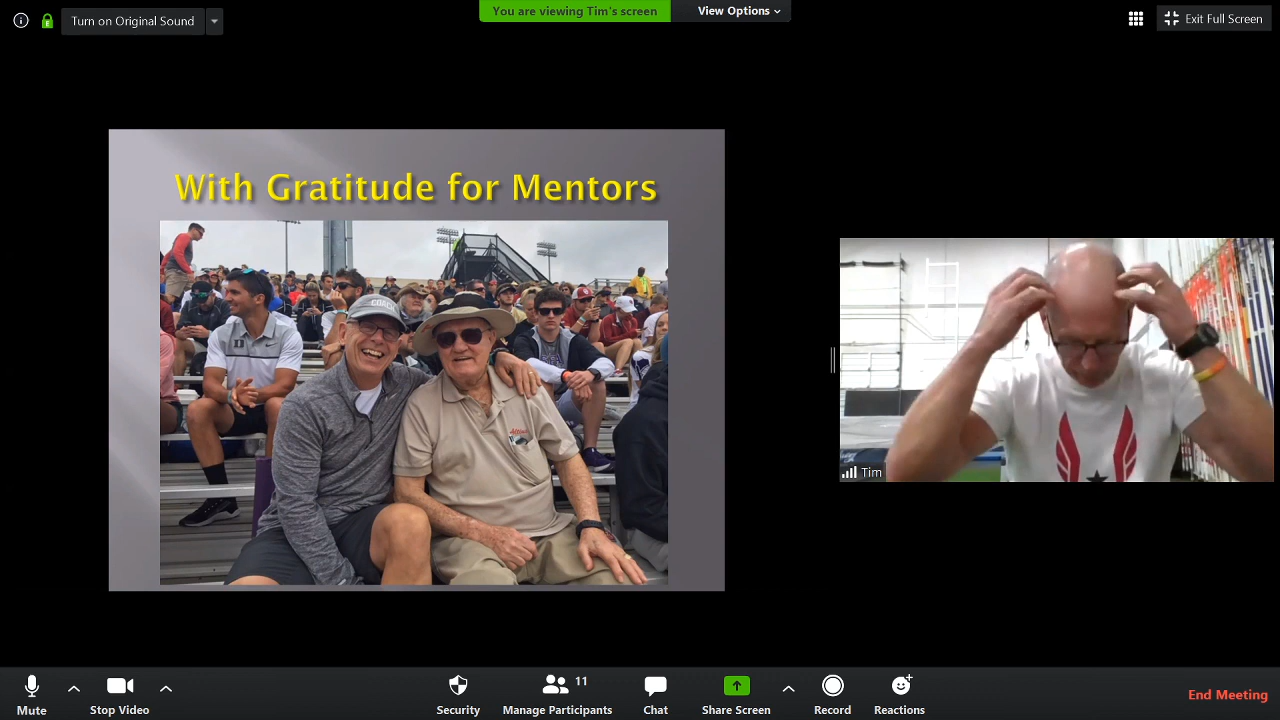 Turn on Original Sound
You are viewing Tim's screen
View Options
Exit Full Screen
With Gratitude for Mentors
COACH
D
Tim
Mute
Stop Video
Security
Manage Participants
11
Chat
Share Screen
Record
Reactions
End Meeting